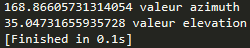 168.86605731314054 valeur azimuth
35.04731655935728 valeur elevation
[Finished in 0.1s]